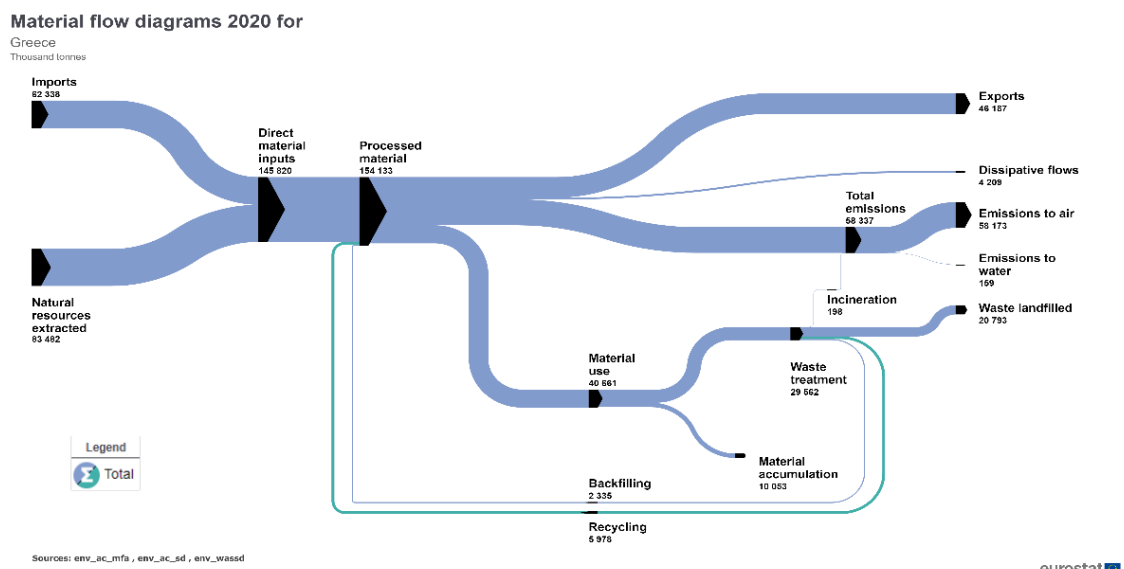 Material flow diagrams 2020 for
Greece
Thousand tonnes
Imports
62 338
Natural
resources
extracted
83 482
Direct
material
inputs
145 820
Processed
material
154 133
Exports
46 187
Dissipative flows
4 209
Total
emissions
58 337
Emissions to air
58 173
Emissions to
water
159
Incineration
198
Waste landfilled
20 793
Material
use
40 661
Waste
treatment
29 562
Material
accumulation
10 053
Backfilling
2 335
Recycling
5 978
Legend
Σ Total
Sources: env_ac_mfa , env_ac_sd , env_wassd
eurostat